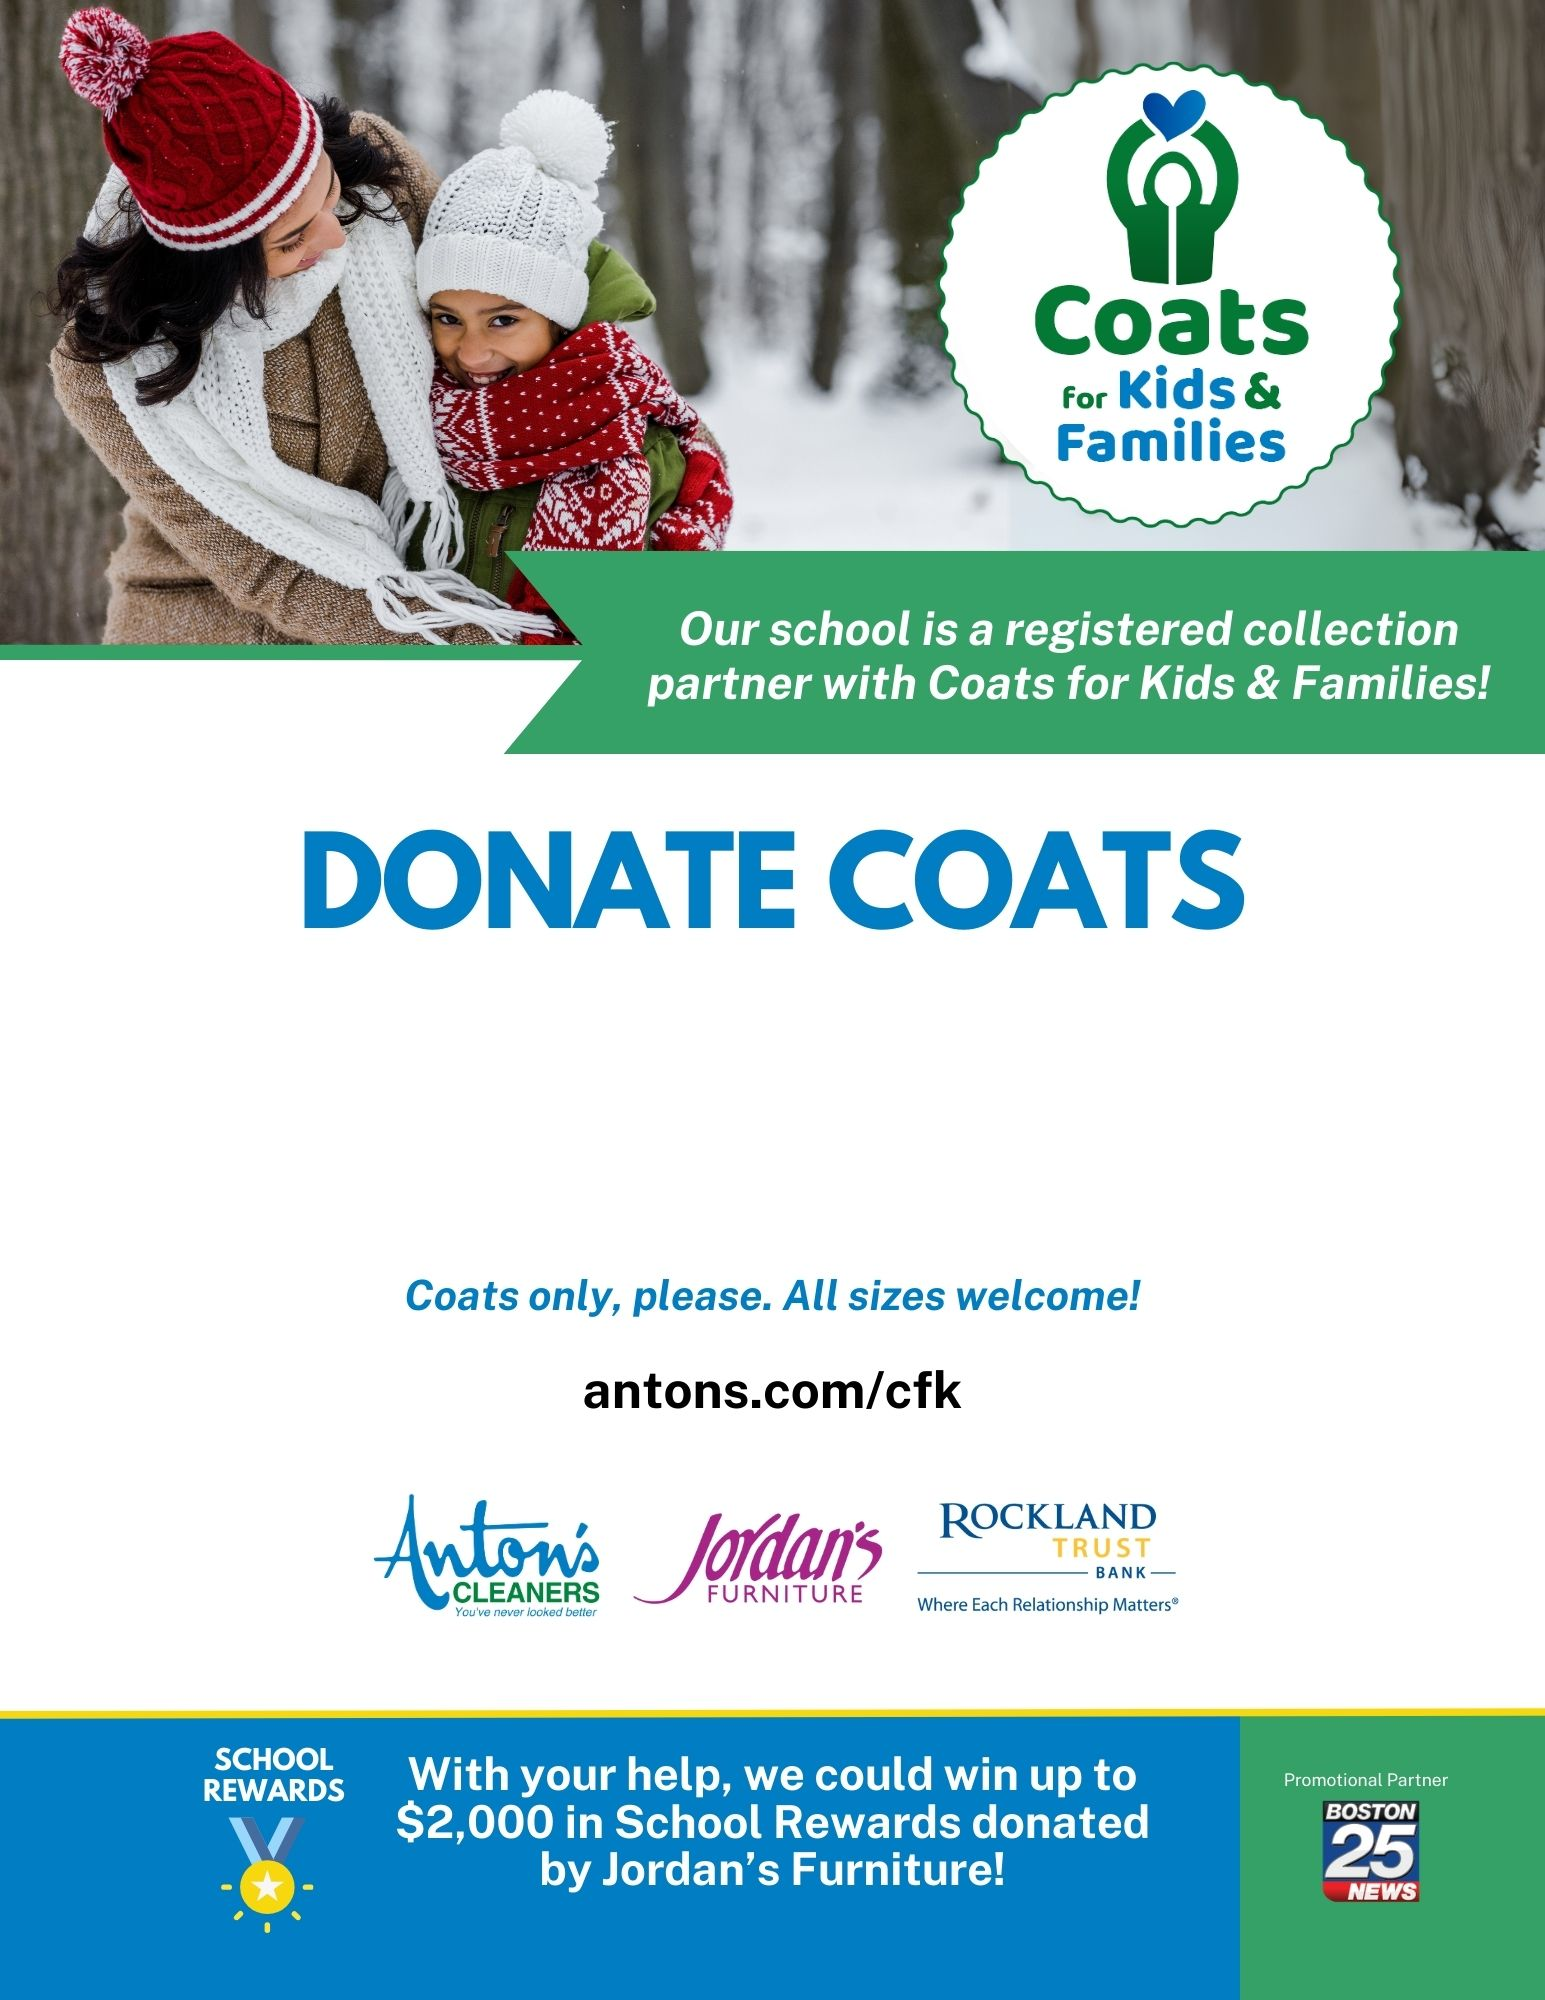 Coats
for Kids &
Families
Our school is a registered collection
partner with Coats for Kids & Families!
DONATE COATS
Coats only, please. All sizes welcome!
antons.com/cfk
Anton's
CLEANERS
You've never looked better
Jordan's
FURNITURE
ROCKLAND
TRUST
BANK
Where Each Relationship Matters®
SCHOOL
REWARDS
With your help, we could win up to
$2,000 in School Rewards donated
by Jordan’s Furniture!
Promotional Partner
BOSTON
25
NEWS